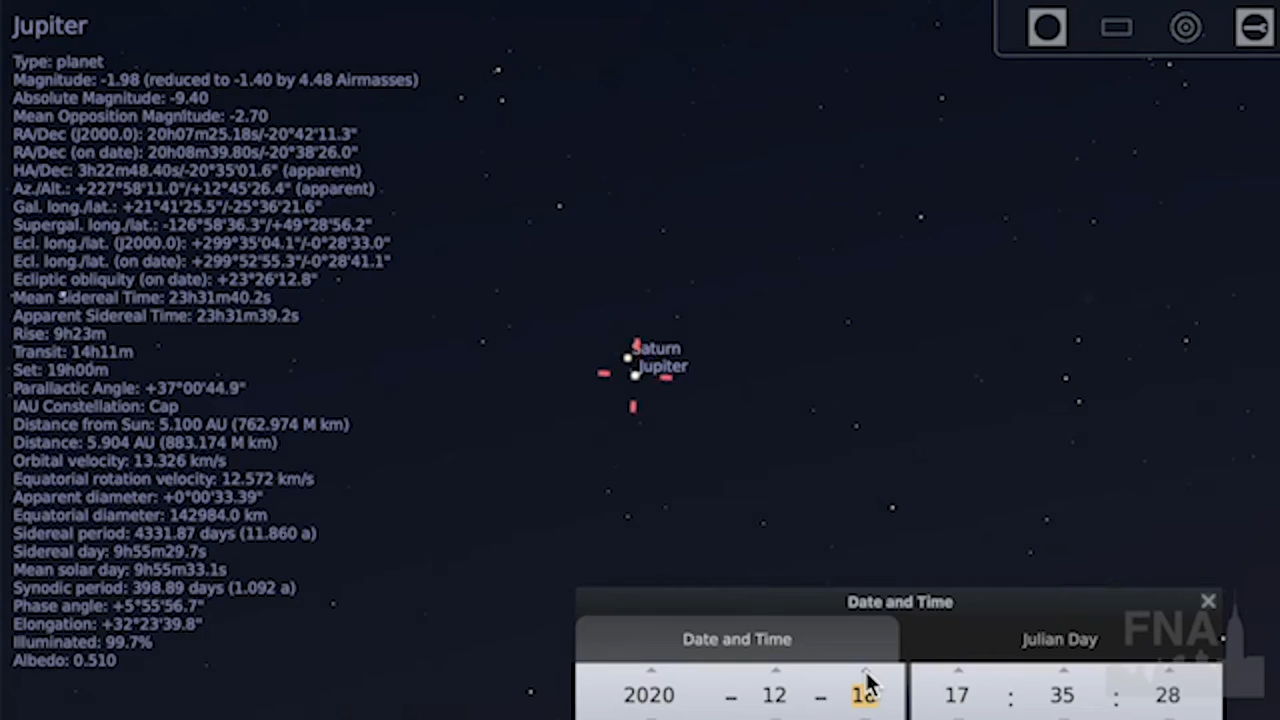 Jupiter
Type: planet
Magnitude: -1.98 (reduced to -1.40 by 4.48 Airmasses)
Absolute Magnitude: -9.40
Mean Opposition Magnitude: -2.70
RA/Dec (J2000.0): 20h07m25.18s/-20°42'11.3"
RA/Dec (on date): 20h08m39.80s/-20°38'26.0"
HA/Dec: 3h22m48.40s/-20°35'01.6" (apparent)
Az./Alt.: +227°58'11.0"/+12°45'26.4" (apparent)
Gal. long./lat.: +21°41'25.5"/-25°36'21.6"
Supergal. long./lat.: -126°58'36.3"/+49°28'56.2"
Ecl. long./lat. (J2000.0): +299°35'04.1"/-0°28'33.0"
Ecl. long./lat. (on date): +299°52'55.3"/-0°28'41.1"
Ecliptic obliquity (on date): +23°26'12.8"
Mean Sidereal Time: 23h31m40.2s
Apparent Sidereal Time: 23h31m39.2s
Rise: 9h23m
Transit: 14h11m
Set: 19h00m
Parallactic Angle: +37°00'44.9"
IAU Constellation: Cap
Distance from Sun: 5.100 AU (762.974 M km)
Distance: 5.904 AU (883.174 M km)
Orbital velocity: 13.326 km/s
Equatorial rotation velocity: 12.572 km/s
Apparent diameter: +0°00'33.39"
Equatorial diameter: 142984.0 km
Sidereal period: 4331.87 days (11.860 a)
Sidereal day: 9h55m29.7s
Mean solar day: 9h55m33.1s
Synodic period: 398.89 days (1.092 a)
Phase angle: +5°55'56.7"
Elongation: +32°23'39.8"
Illuminated: 99.7%
Albedo: 0.510
Saturn
Jupiter
Date and Time
Date and Time Julian Day
2020 - 12 - 17 : 35 : 28
FNA